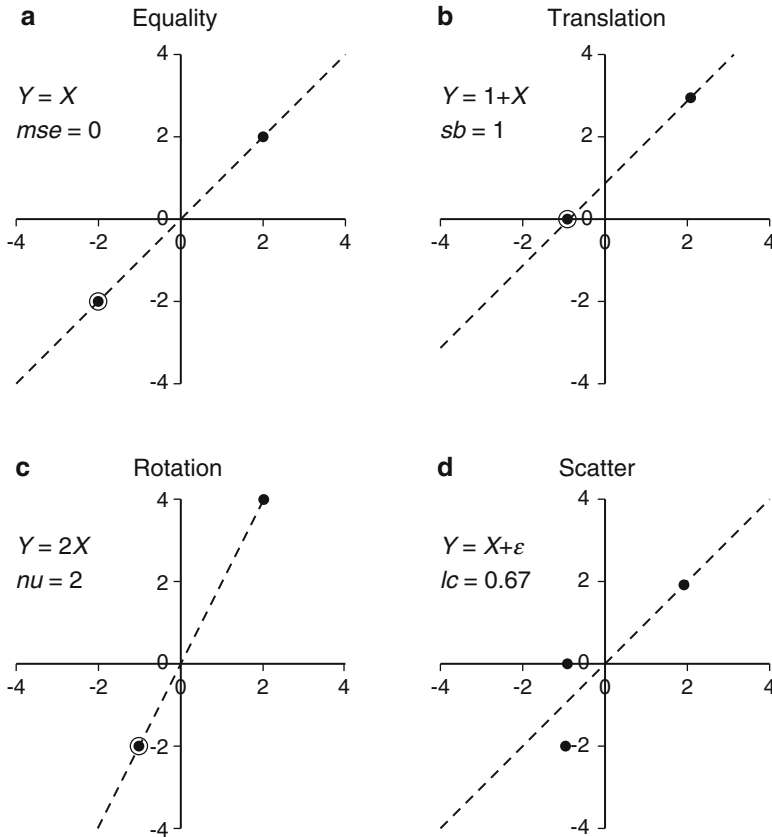 a Equality
Y = X
mse = 0
4
2
0
-4 -2 0 2 4
-2
-4
b Translation
Y = 1+X
sb = 1
4
2
0
-4 -2 0 2 4
-2
-4
c Rotation
Y = 2X
nu = 2
4
2
0
-4 -2 0 2 4
-2
-4
d Scatter
Y = X+ε
lc = 0.67
4
2
0
-4 -2 0 2 4
-2
-4